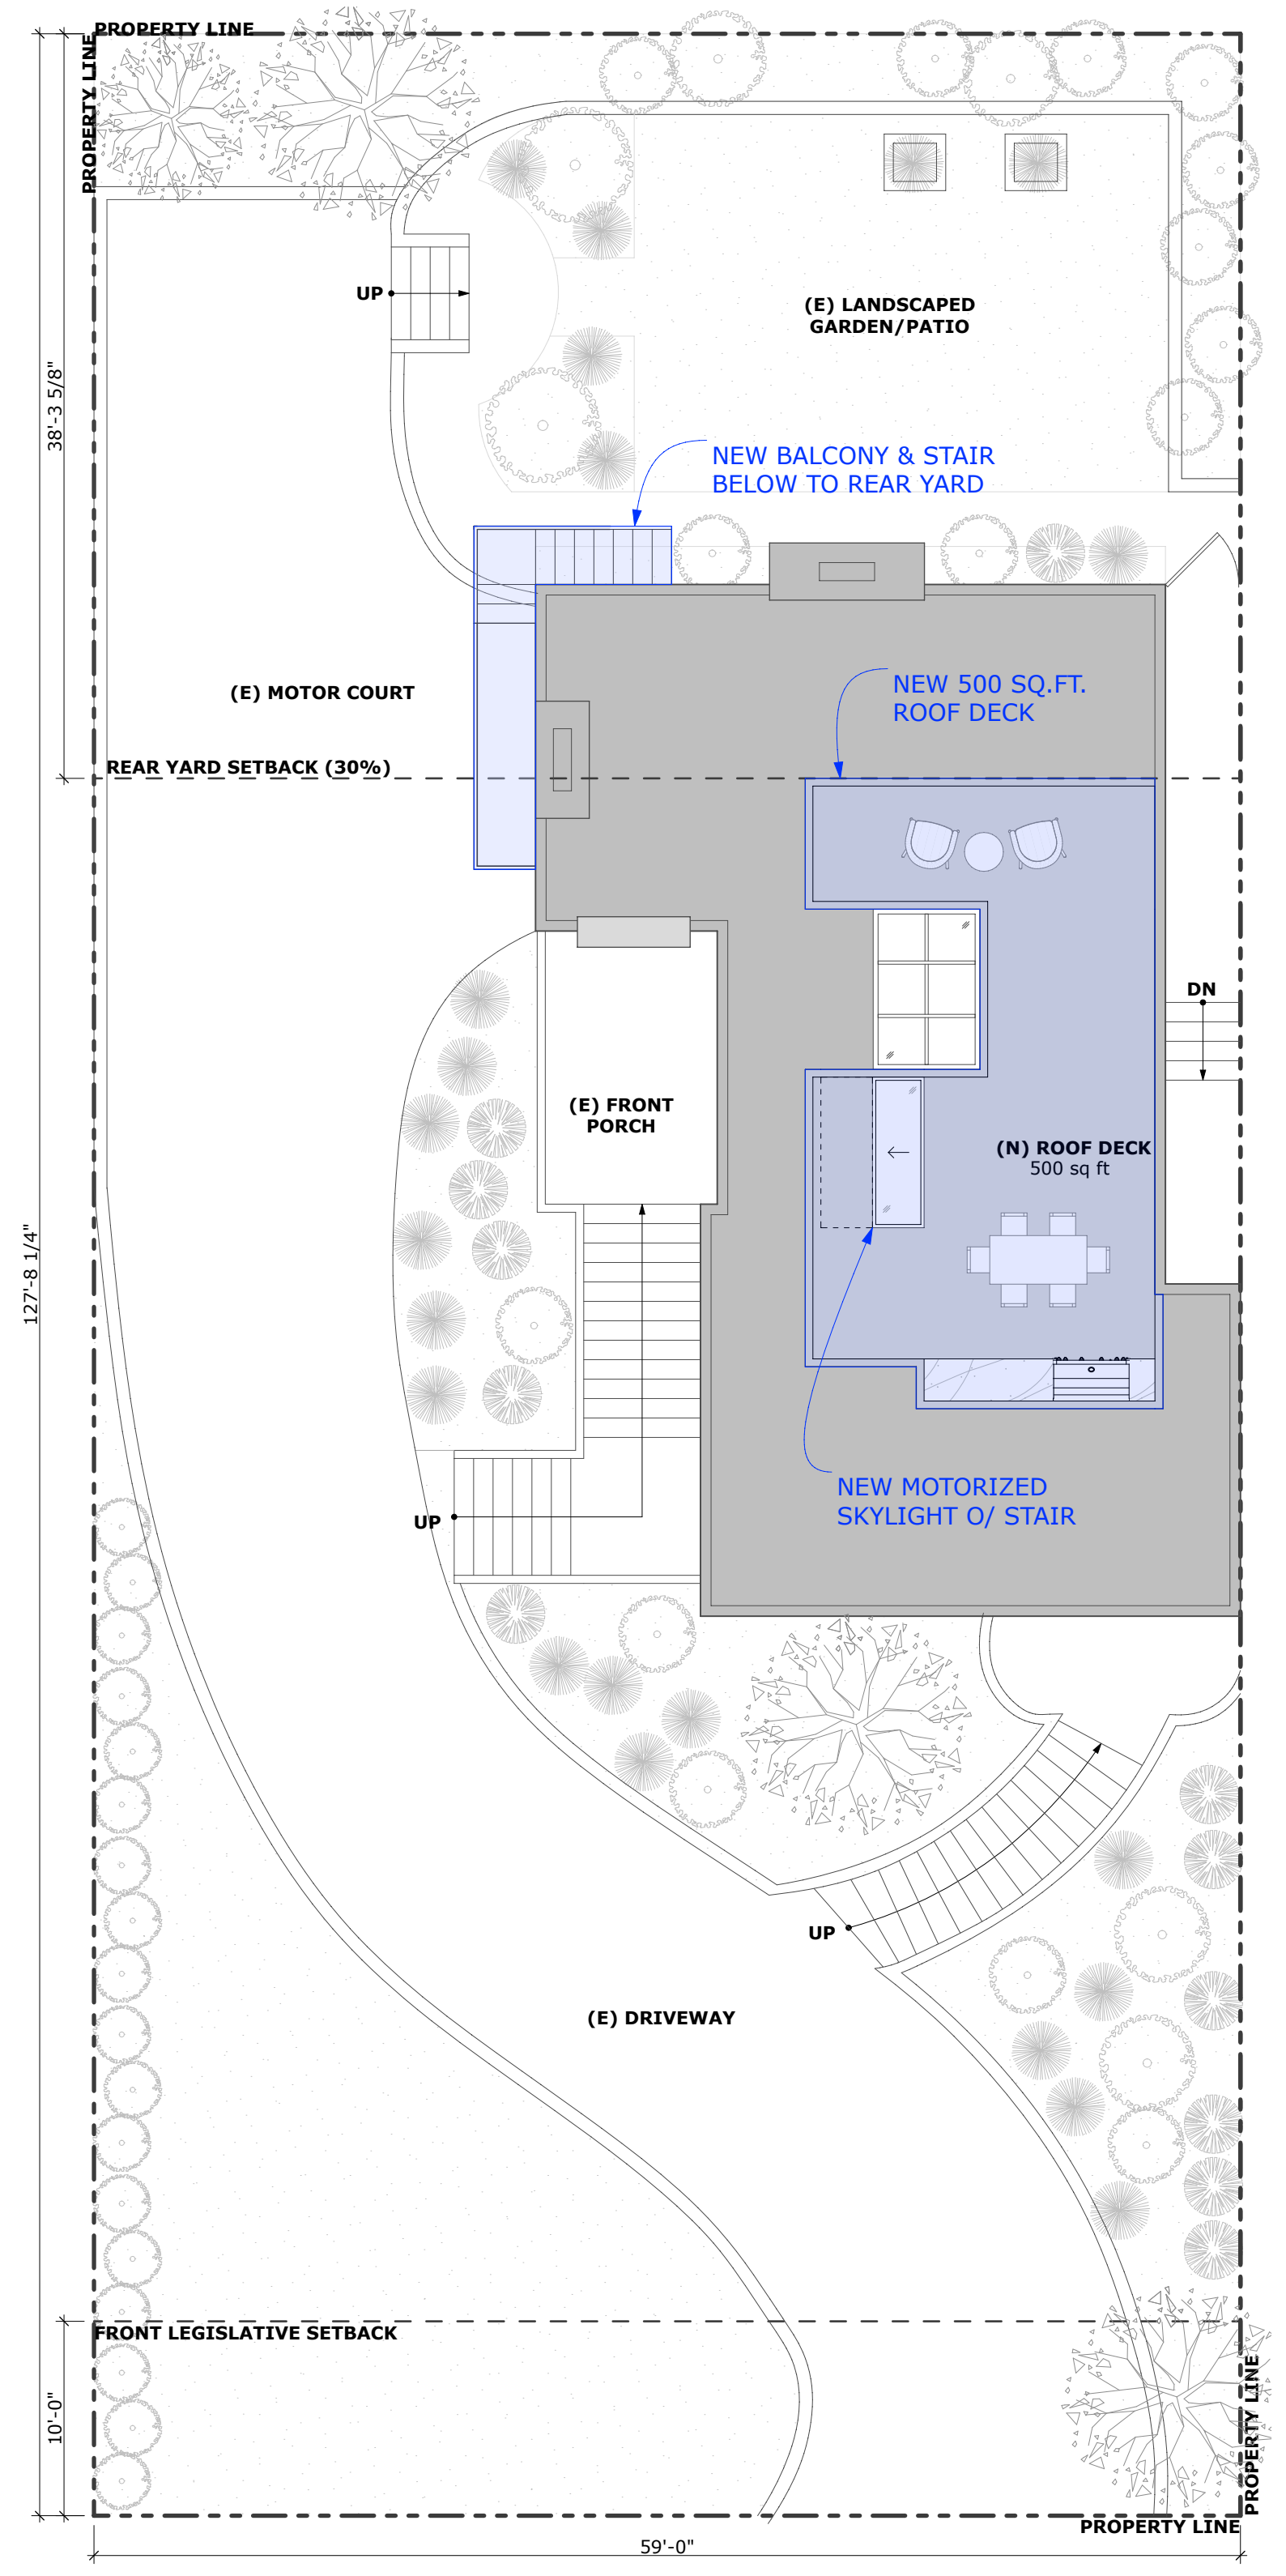 PROPERTY LINE
PROPERTY LINE
UP
(E) LANDSCAPED
GARDEN/PATIO
38'-3 5/8"
NEW BALCONY & STAIR
BELOW TO REAR YARD
(E) MOTOR COURT
NEW 500 SQ.FT.
ROOF DECK
REAR YARD SETBACK (30%)
DN
(E) FRONT
PORCH
(N) ROOF DECK
500 sq ft
127'-8 1/4"
NEW MOTORIZED
SKYLIGHT O/ STAIR
UP
UP
(E) DRIVEWAY
FRONT LEGISLATIVE SETBACK
10'-0"
PROPERTY LINE
PROPERTY LINE
59'-0"